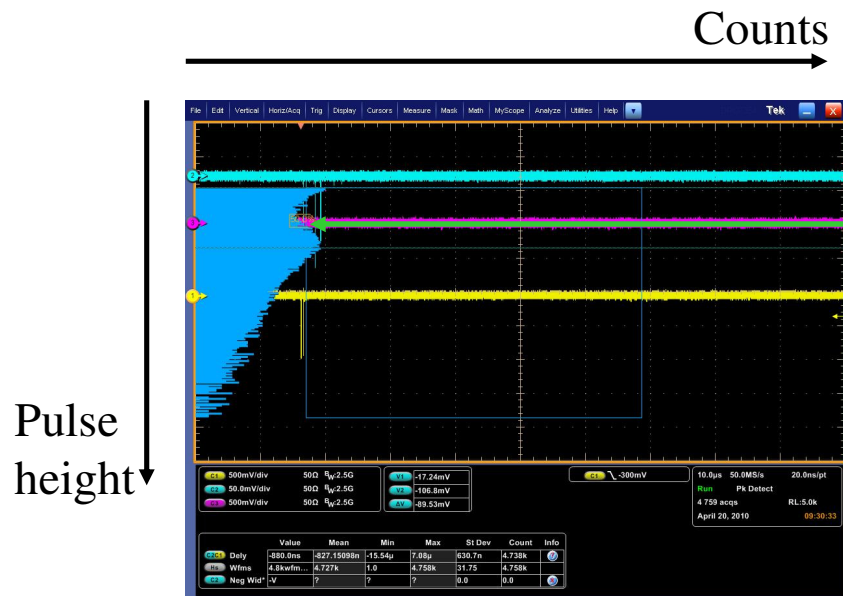 Counts
File Edit Vertical Horiz/Acq Trig Display Cursors Measure Mask Math MyScope Analyze Utilities Help Tek X
2
3
1
Pulse
height
C1 500mV/div 50Ω BW:2.5G
C2 50.0mV/div 50Ω BW:2.5G
C3 500mV/div 50Ω BW:2.5G
V1 -17.24mV
V2 -106.8mV
ΔV -89.53mV
C1 -300mV
10.0µs 50.0MS/s 20.0ns/pt
Run Pk Detect
4 759 acqs RL:5.0k
April 20, 2010 09:30:33
Value Mean Min Max St Dev Count Info
C2C1 Dely -880.0ns -827.15098n -15.54µ 7.08µ 630.7n 4.738k
Hs Wfms 4.8kwfm... 4.727k 1.0 4.758k 31.75 4.758k
C2 Neg Wid* -V ? ? ? 0.0 0.0